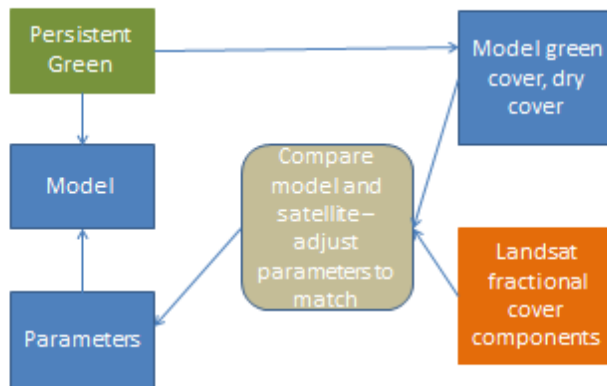 Persistent
Green
Model green
cover, dry
cover
Model
Compare
model and
satellite –
adjust
parameters to
match
Landsat
fractional
cover
components
Parameters